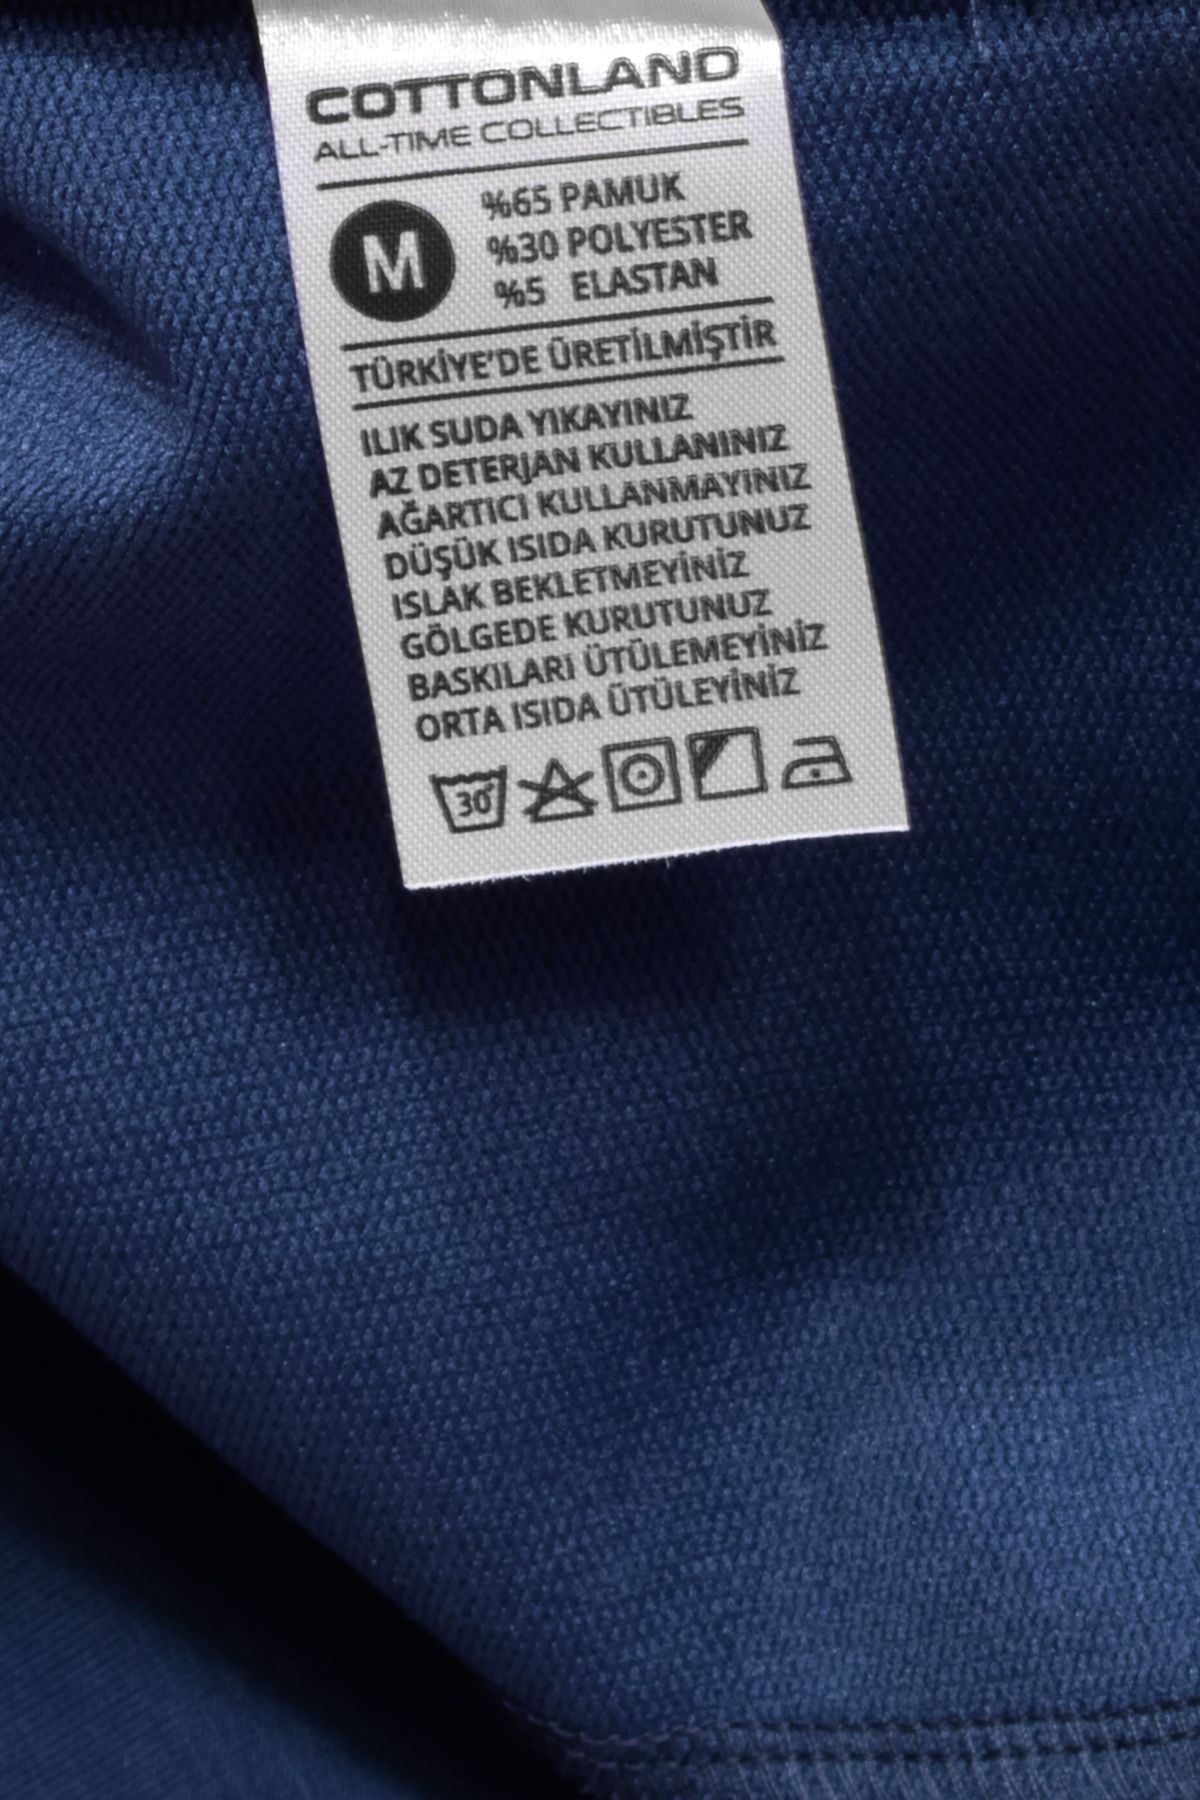 COTTONLAND
ALL-TIME COLLECTIBLES
M
%65 PAMUK
%30 POLYESTER
%5 ELASTAN
TÜRKİYE'DE ÜRETİLMİŞTİR
ILIK SUDA YIKAYINIZ
AZ DETERJAN KULLANINIZ
AĞARTICI KULLANMAYINIZ
DÜŞÜK ISIDA KURUTUNUZ
ISLAK BEKLETMEYİNİZ
GÖLGEDE KURUTUNUZ
BASKILARI ÜTÜLEMEYİNİZ
ORTA ISIDA ÜTÜLEYİNİZ
30°